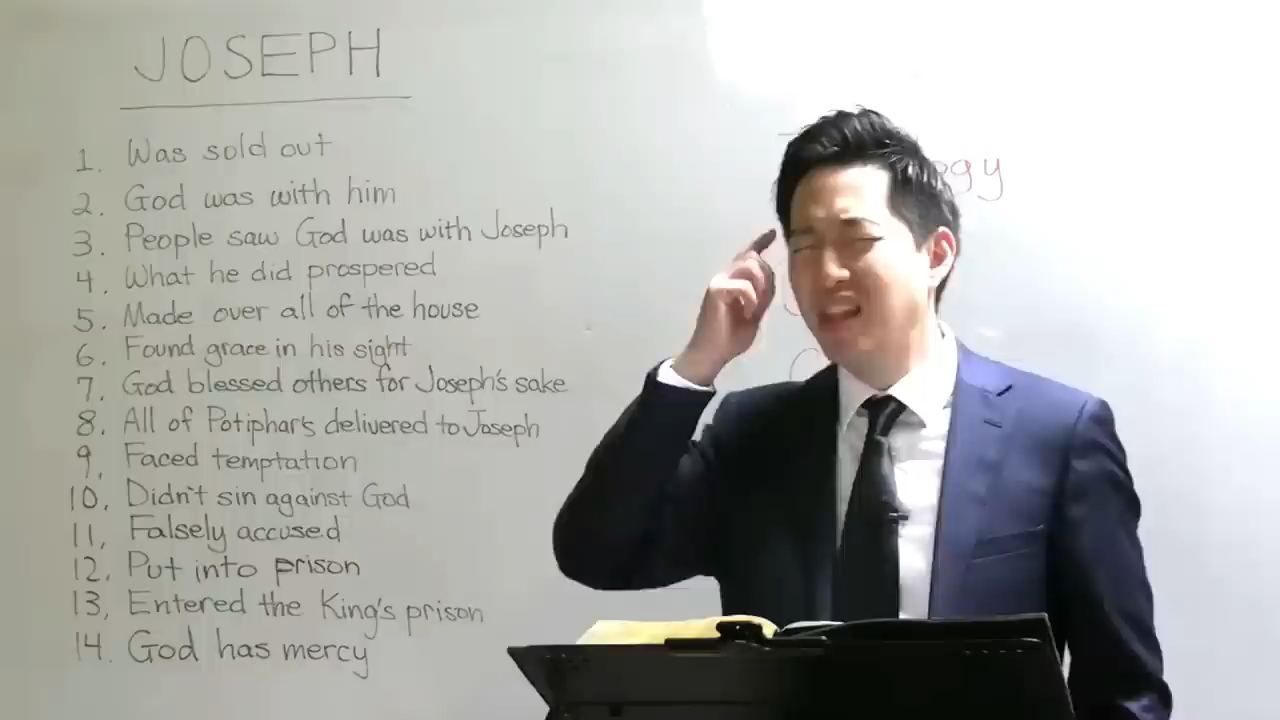 JOSEPH
1. Was sold out
2. God was with him
3. People saw God was with Joseph
4. What he did prospered
5. Made over all of the house
6. Found grace in his sight
7. God blessed others for Joseph's sake
8. All of Potiphar's delivered to Joseph
9. Faced temptation
10. Didn't sin against God
11. Falsely accused
12. Put into prison
13. Entered the King's prison
14. God has mercy